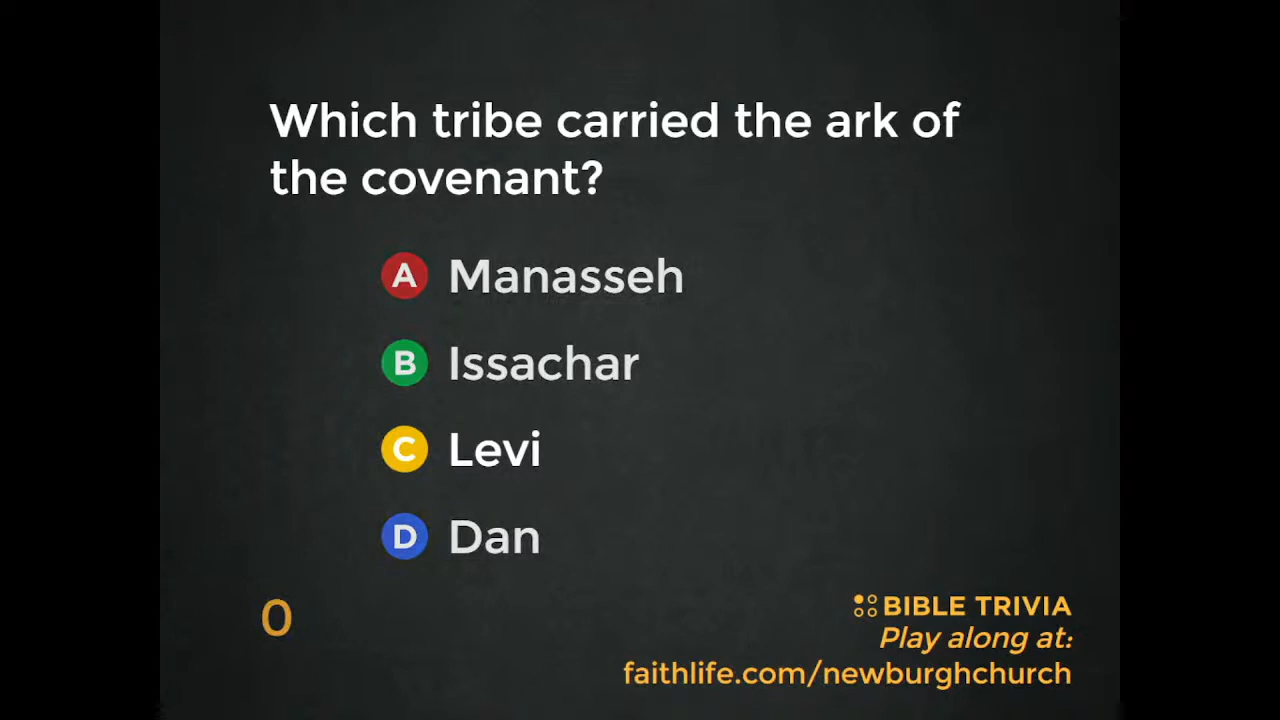 Which tribe carried the ark of
the covenant?
A Manasseh
B Issachar
C Levi
D Dan
0
BIBLE TRIVIA
Play along at:
faithlife.com/newburghchurch